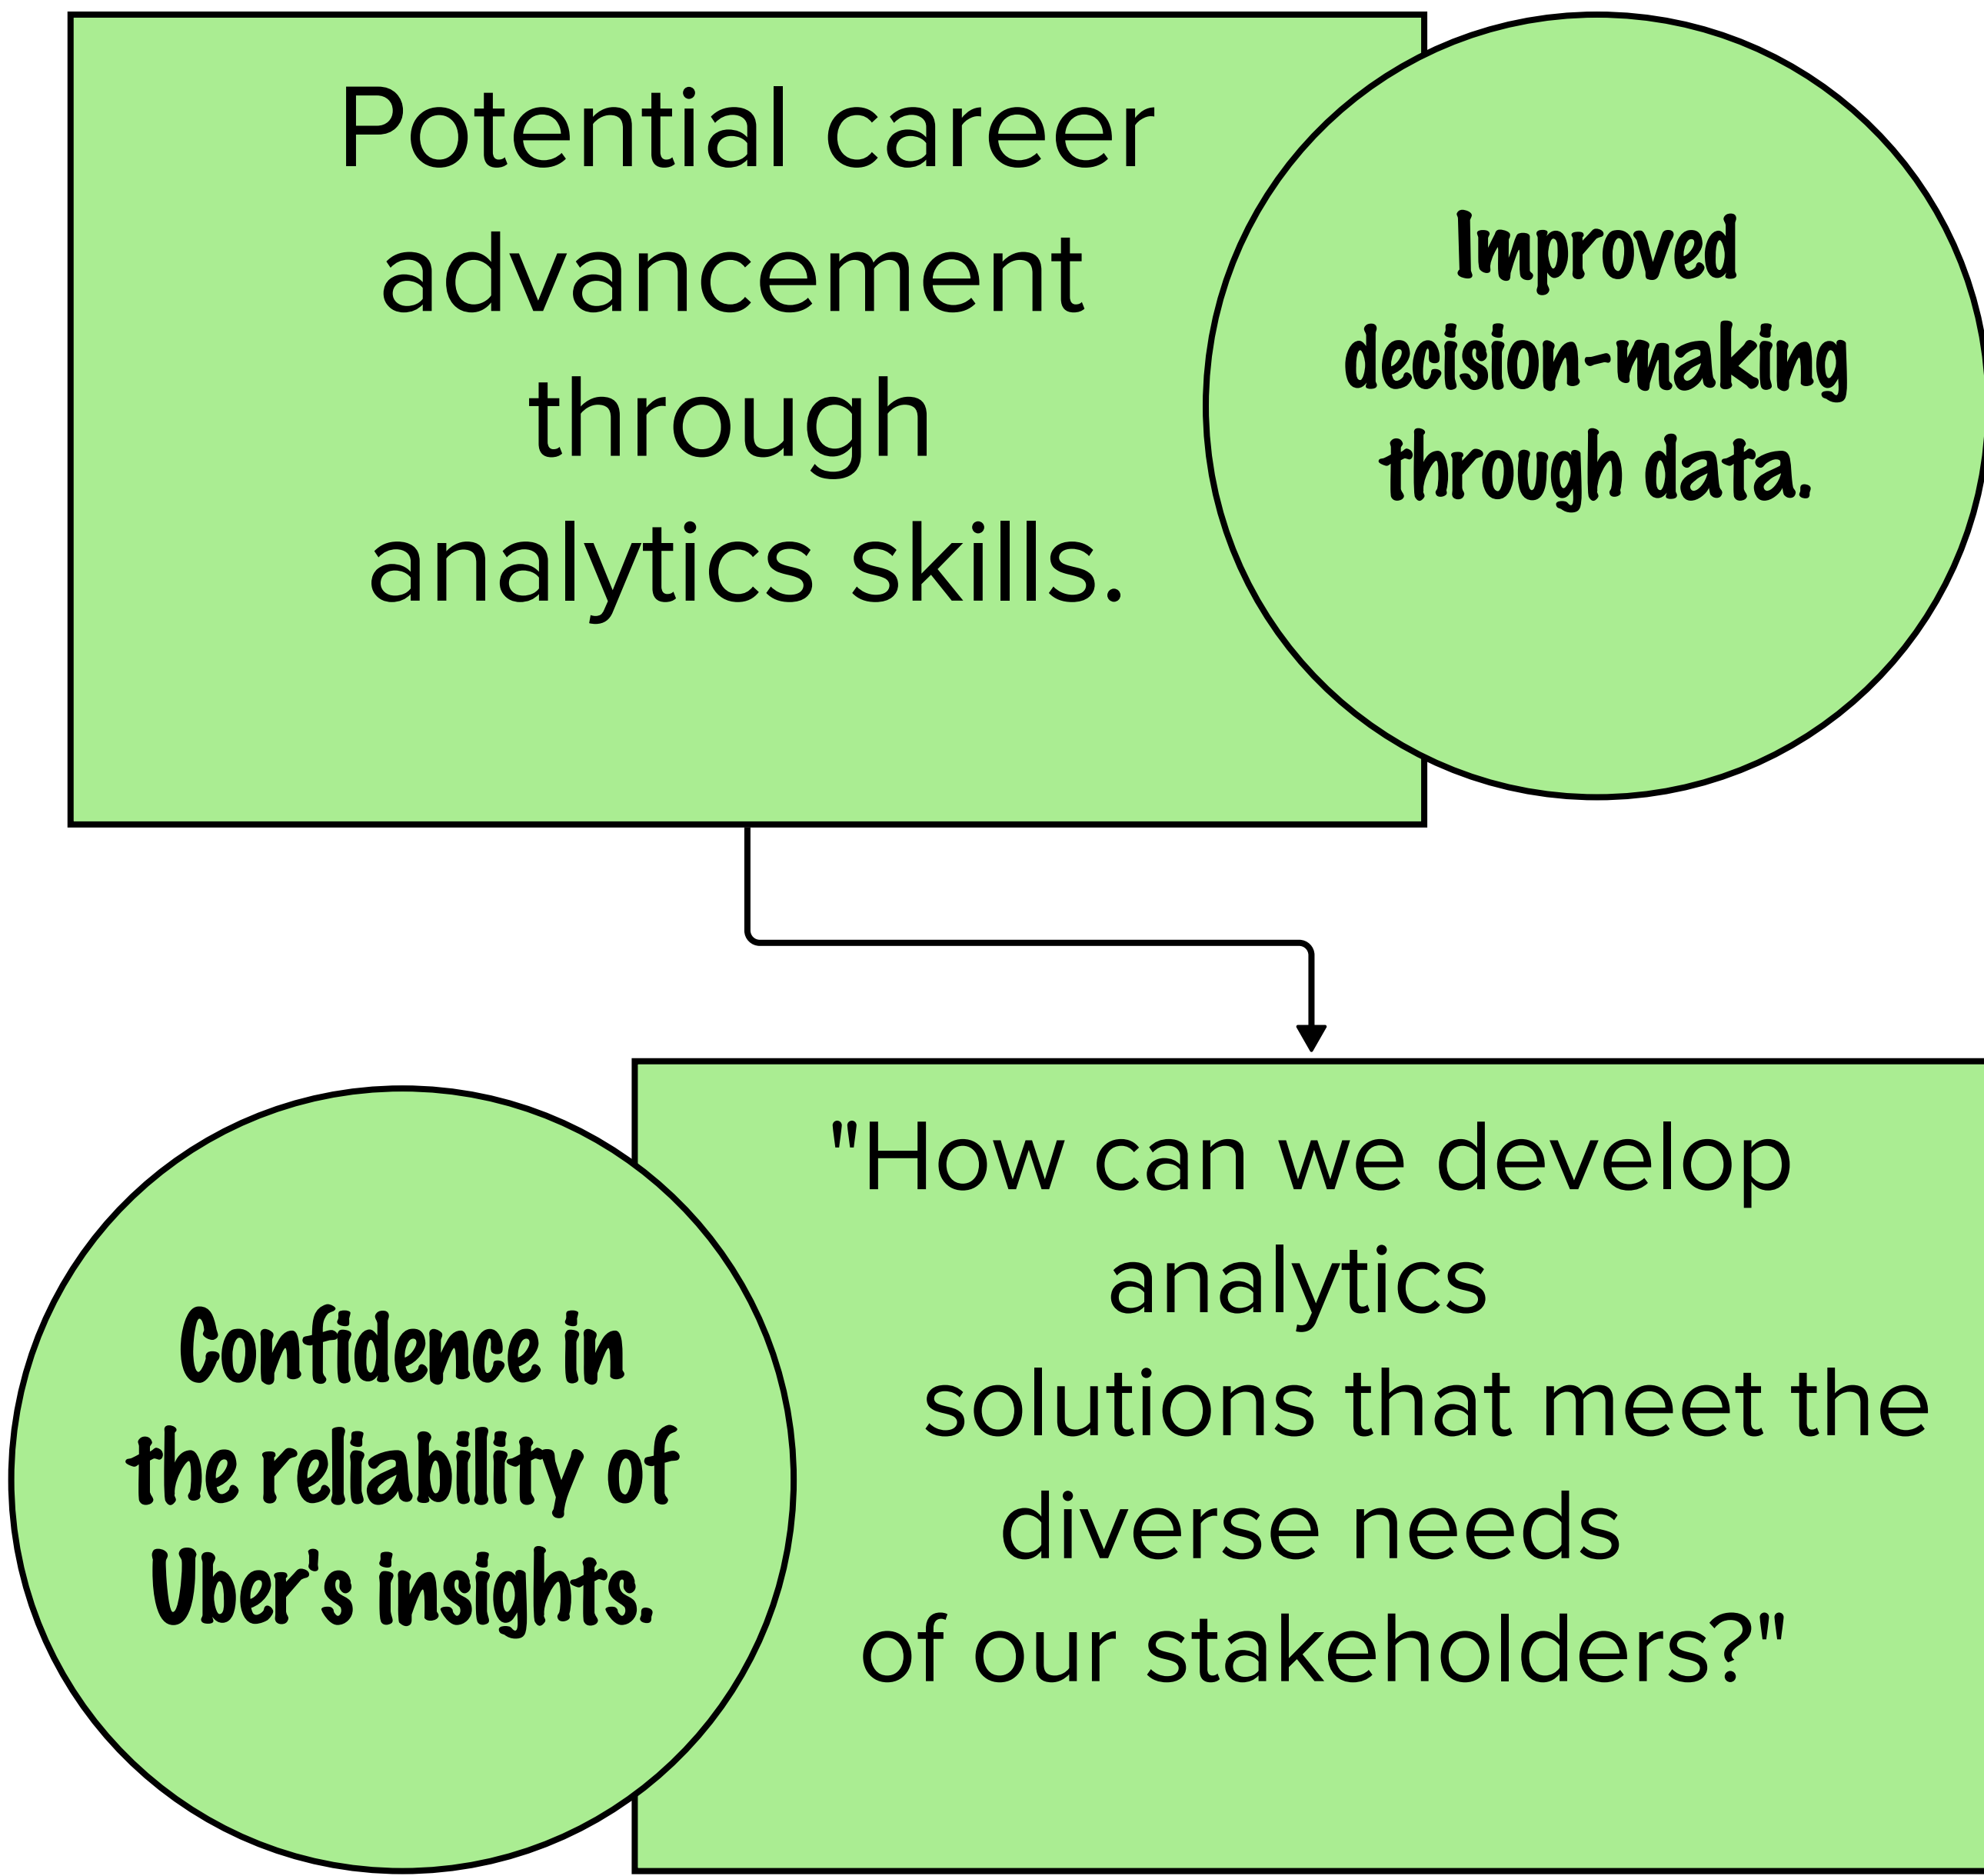 Potential career
advancement
through
analytics skills.
Improved
decision-making
through data.
Confidence in
the reliability of
Uber's insights.
"How can we develop
analytics
solutions that meet the
diverse needs
of our stakeholders?"